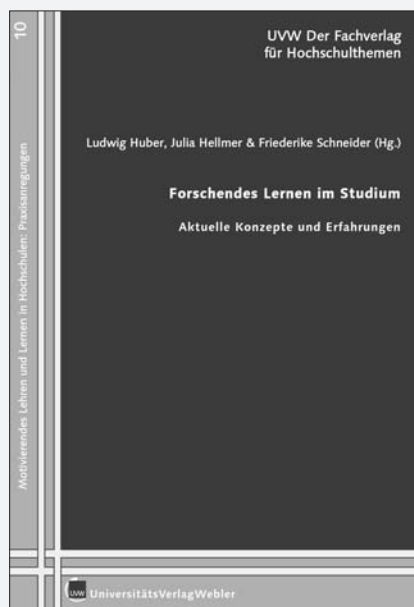 10
Motivierendes Lehren und Lernen in Hochschulen: Praxisanregungen
UVW Der Fachverlag
für Hochschulthemen
Ludwig Huber, Julia Hellmer & Friederike Schneider (Hg.)
Forschendes Lernen im Studium
Aktuelle Konzepte und Erfahrungen
UVW UniversitätsVerlagWebler